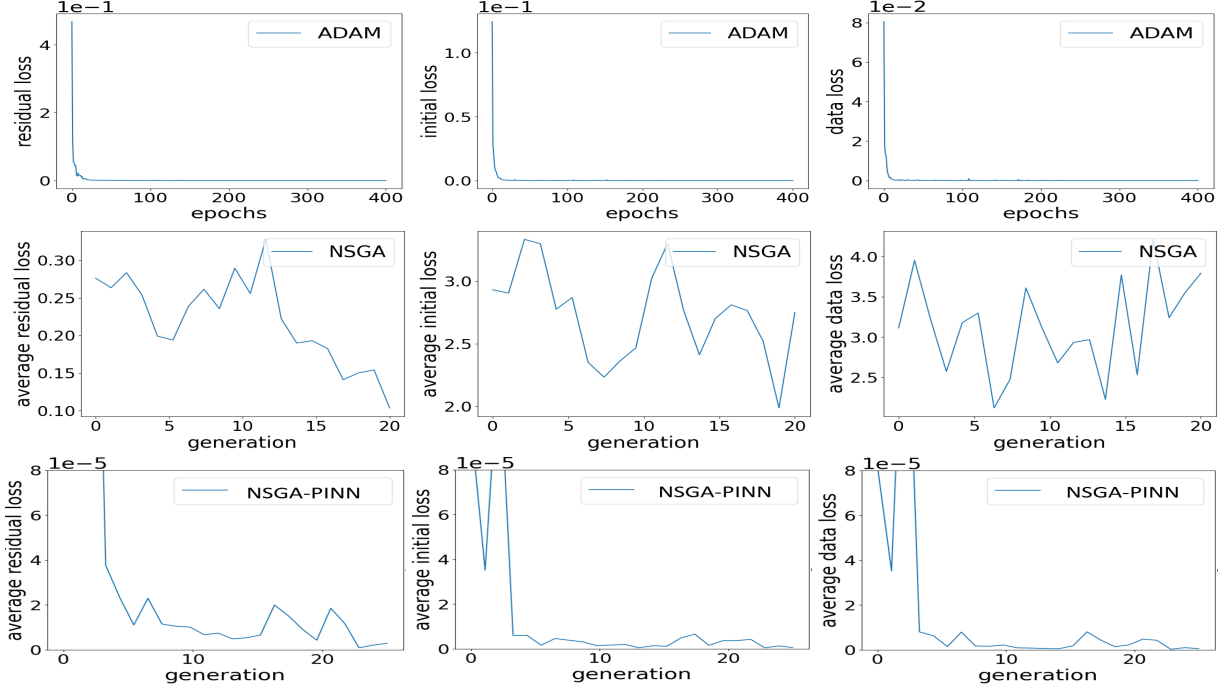 1e−1
ADAM
residual loss
4
2
0
0 100 200 300 400
epochs
1e−1
ADAM
initial loss
1.0
0.5
0.0
0 100 200 300 400
epochs
1e−2
ADAM
data loss
8
6
4
2
0
0 100 200 300 400
epochs
NSGA
average residual loss
0.30
0.25
0.20
0.15
0.10
0 5 10 15 20
generation
NSGA
average initial loss
3.0
2.5
2.0
0 5 10 15 20
generation
NSGA
average data loss
4.0
3.5
3.0
2.5
0 5 10 15 20
generation
1e−5
NSGA-PINN
average residual loss
8
6
4
2
0
0 20
generation
1e−5
NSGA-PINN
average initial loss
8
6
4
2
0
0 20
generation
1e−5
NSGA-PINN
average data loss
8
6
4
2
0
0 20
generation